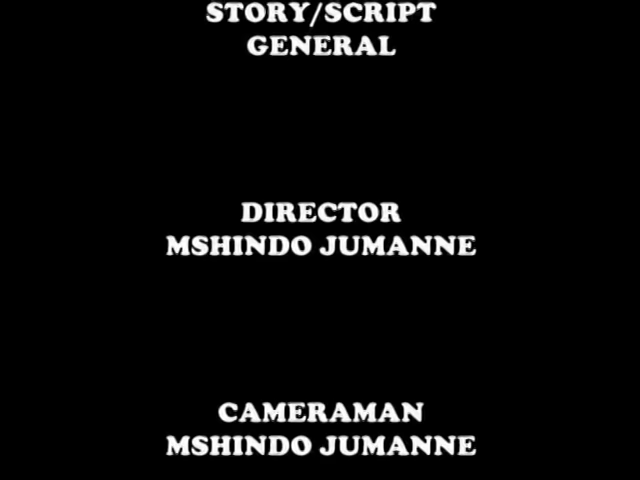 STORY/SCRIPT
GENERAL
DIRECTOR
MSHINDO JUMANNE
CAMERAMAN
MSHINDO JUMANNE